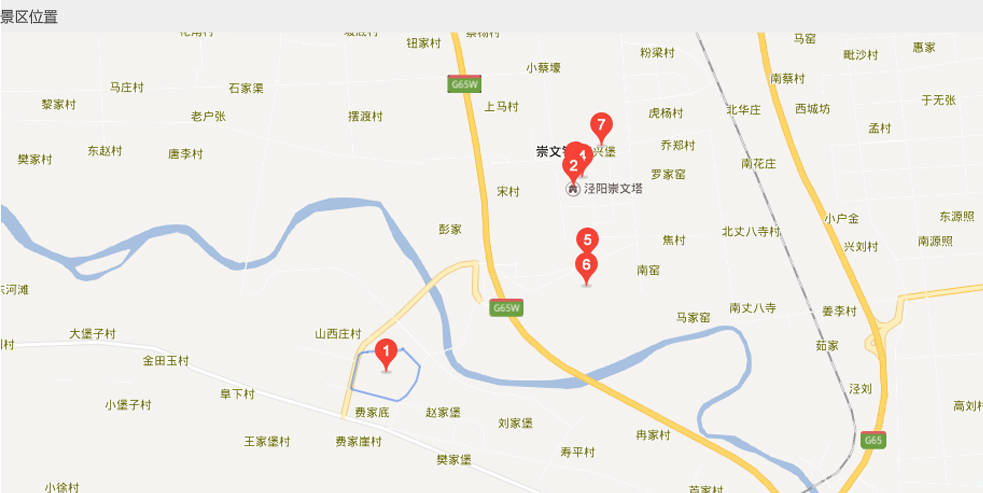 景区位置
钮家村
粉梁村
马窑
毗沙村
惠家
小蔡壕
马庄村
石家渠
G65W
南蔡村
黎家村
上马村
于无张
老户张
摆渡村
虎杨村
北华庄
西城坊
7
孟村
樊家村
东赵村
唐李村
崇文
4
兴堡
乔郑村
2
南花庄
罗家窑
宋村
泾阳崇文塔
彭家
5
焦村
北丈八寺村
小户金
东源照
兴刘村
南源照
6
南窑
河滩
G65W
南丈八寺
姜李村
大堡子村
山西庄村
马家窑
茹家
1
金田玉村
阜下村
泾刘
小堡子村
费家底
赵家堡
刘家堡
高刘村
王家堡村
费家崖村
冉家村
G65
樊家堡
寿平村
小徐村